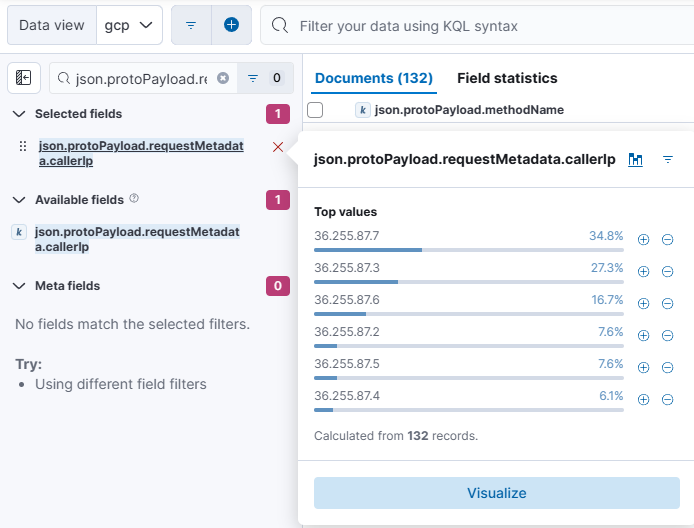 Data view
gcp
Filter your data using KQL syntax
json.protoPayload.re
0
Documents (132)
Field statistics
Selected fields
1
k
json.protoPayload.methodName
json.protoPayload.requestMetadat
a.callerIp
json.protoPayload.requestMetadata.callerIp
Available fields
1
Top values
k
json.protoPayload.requestMetadat
a.callerIp
36.255.87.7
34.8%
36.255.87.3
27.3%
Meta fields
0
36.255.87.6
16.7%
No fields match the selected filters.
36.255.87.2
7.6%
Try:
36.255.87.5
7.6%
• Using different field filters
36.255.87.4
6.1%
Calculated from 132 records.
Visualize